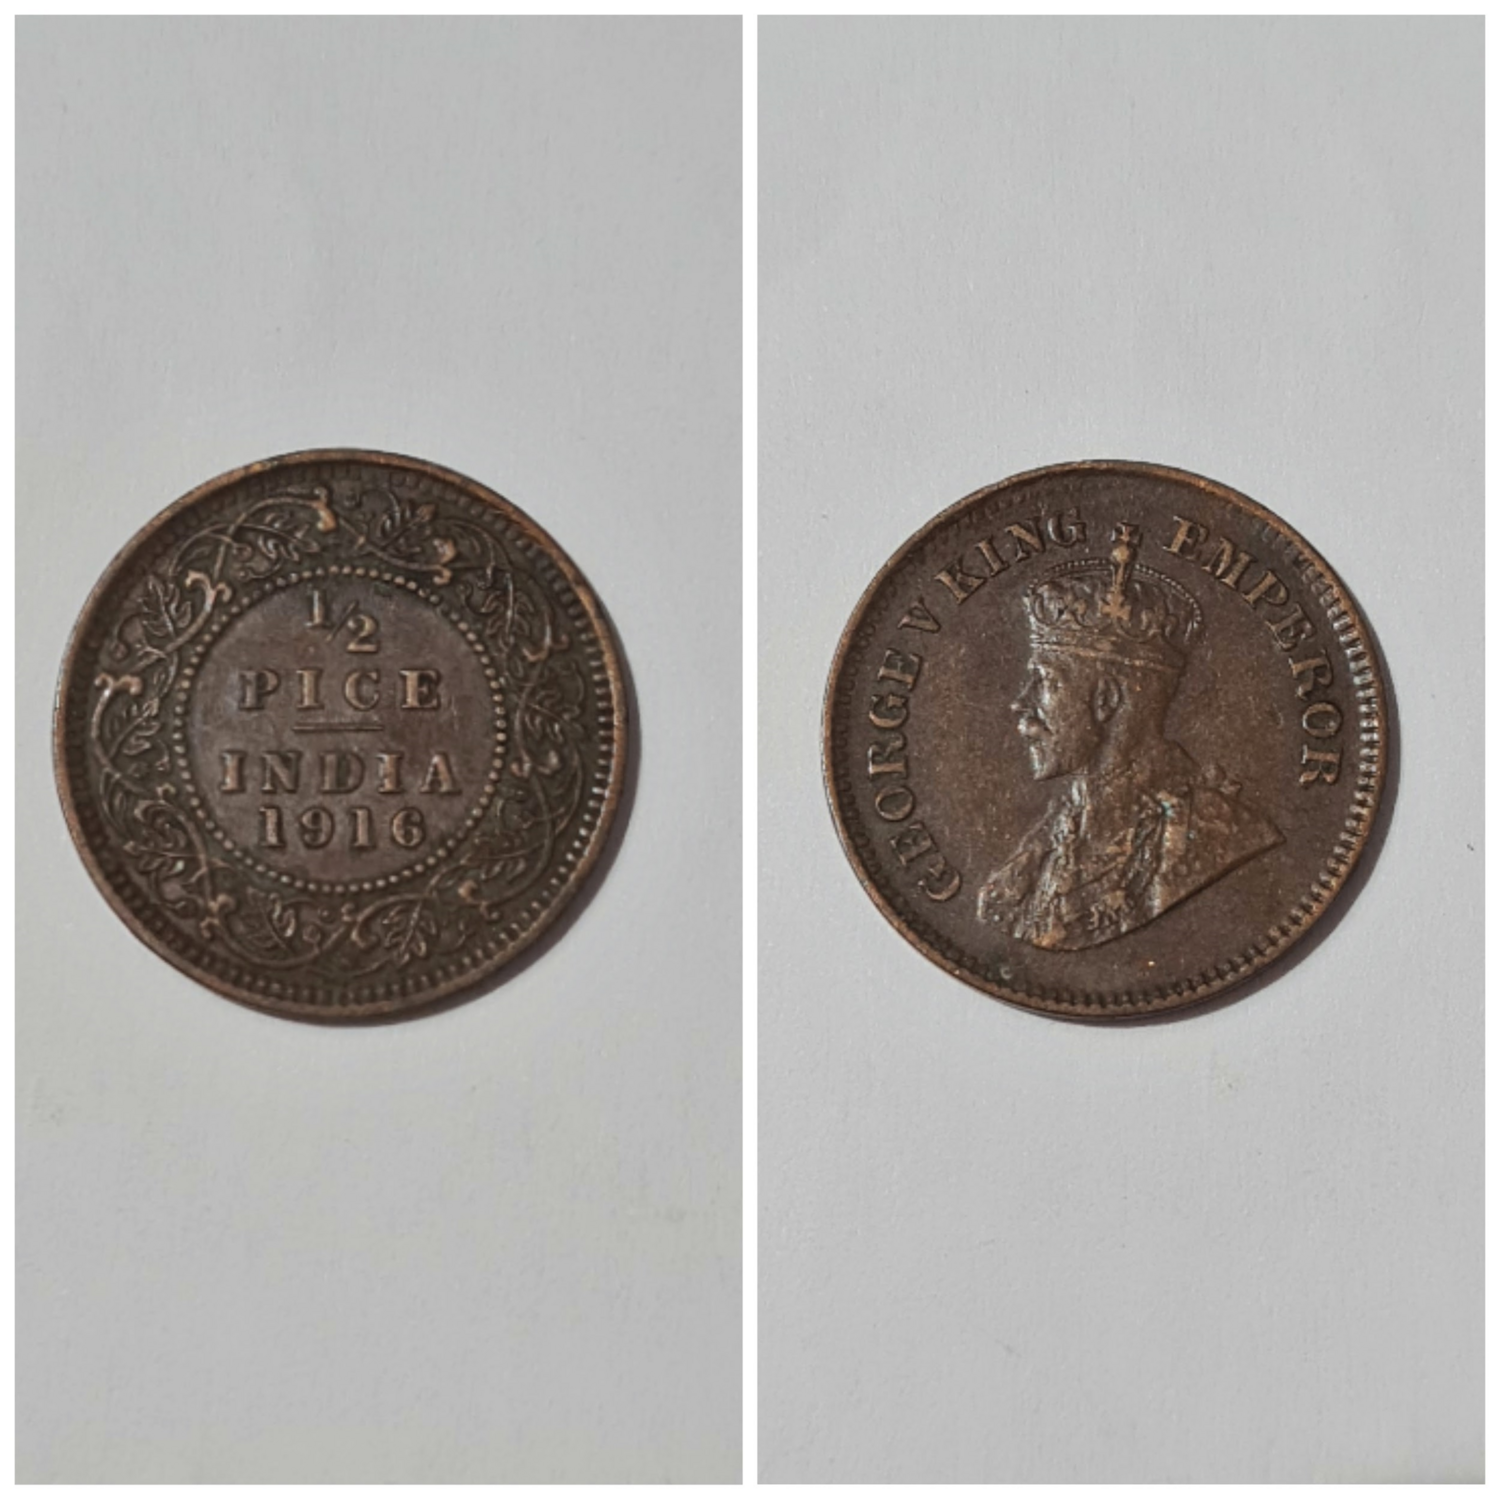 1/2
PICE
INDIA
1916
GEORGE V KING EMPEROR